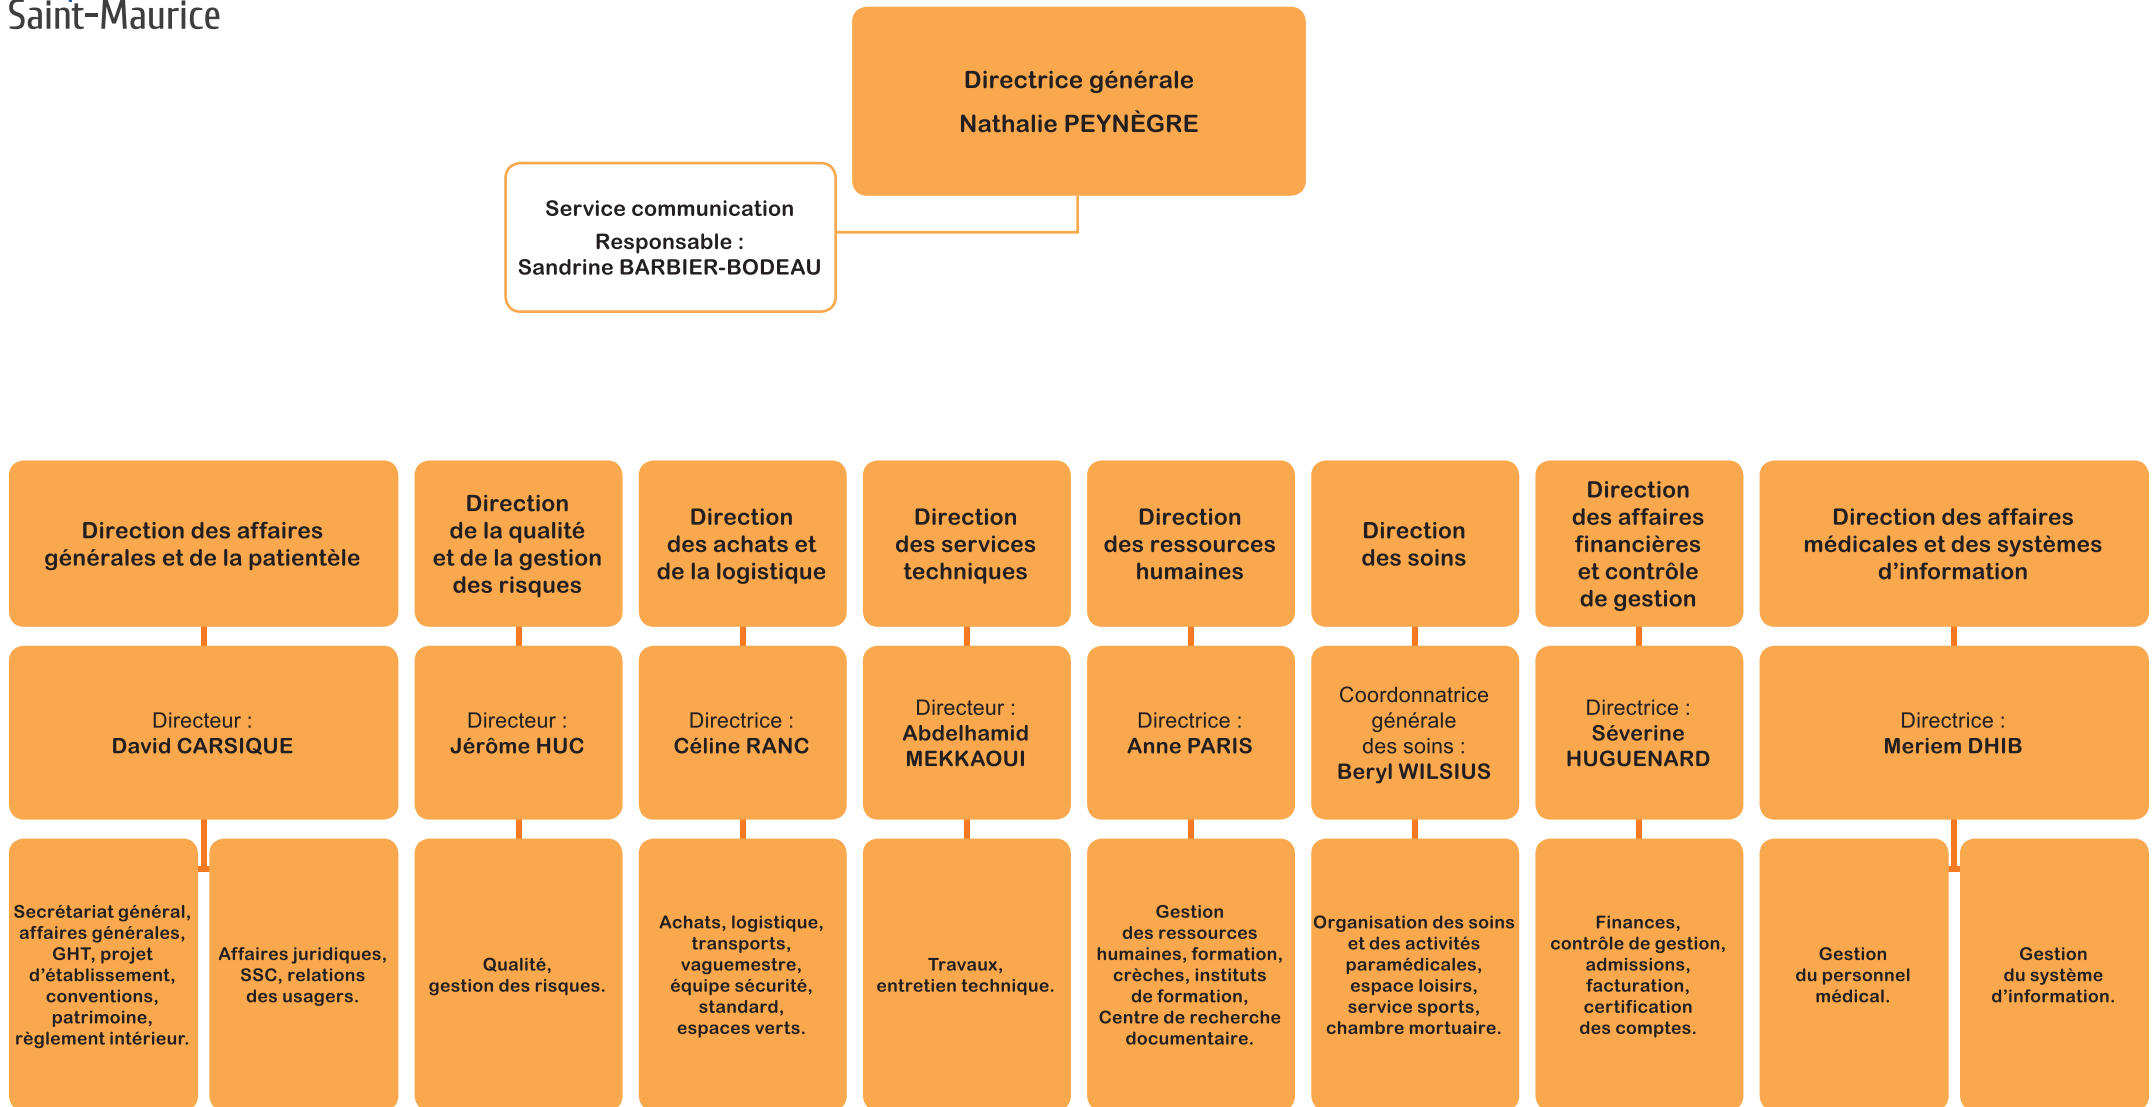 Saint-Maurice
Directrice générale
Nathalie PEYNÈGRE
Service communication
Responsable :
Sandrine BARBIER-BODEAU
Direction des affaires
générales et de la patientèle
Direction
de la qualité
et de la gestion
des risques
Direction
des achats et
de la logistique
Direction
des services
techniques
Direction
des ressources
humaines
Direction
des soins
Direction
des affaires
financières
et contrôle
de gestion
Direction des affaires
médicales et des systèmes
d’information
Directeur :
David CARSIQUE
Directeur :
Jérôme HUC
Directrice :
Céline RANC
Directeur :
Abdelhamid
MEKKAOUI
Directrice :
Anne PARIS
Coordonnatrice
générale
des soins :
Beryl WILSIUS
Directrice :
Séverine
HUGUENARD
Directrice :
Meriem DHIB
Secrétariat général,
affaires générales,
GHT, projet
d’établissement,
conventions,
patrimoine,
règlement intérieur.
Affaires juridiques,
SSC, relations
des usagers.
Qualité,
gestion des risques.
Achats, logistique,
transports,
vaguemestre,
équipe sécurité,
standard,
espaces verts.
Travaux,
entretien technique.
Gestion
des ressources
humaines, formation,
crèches, instituts
de formation,
Centre de recherche
documentaire.
Organisation des soins
et des activités
paramédicales,
espace loisirs,
service sports,
chambre mortuaire.
Finances,
contrôle de gestion,
admissions,
facturation,
certification
des comptes.
Gestion
du personnel
médical.
Gestion
du système
d’information.